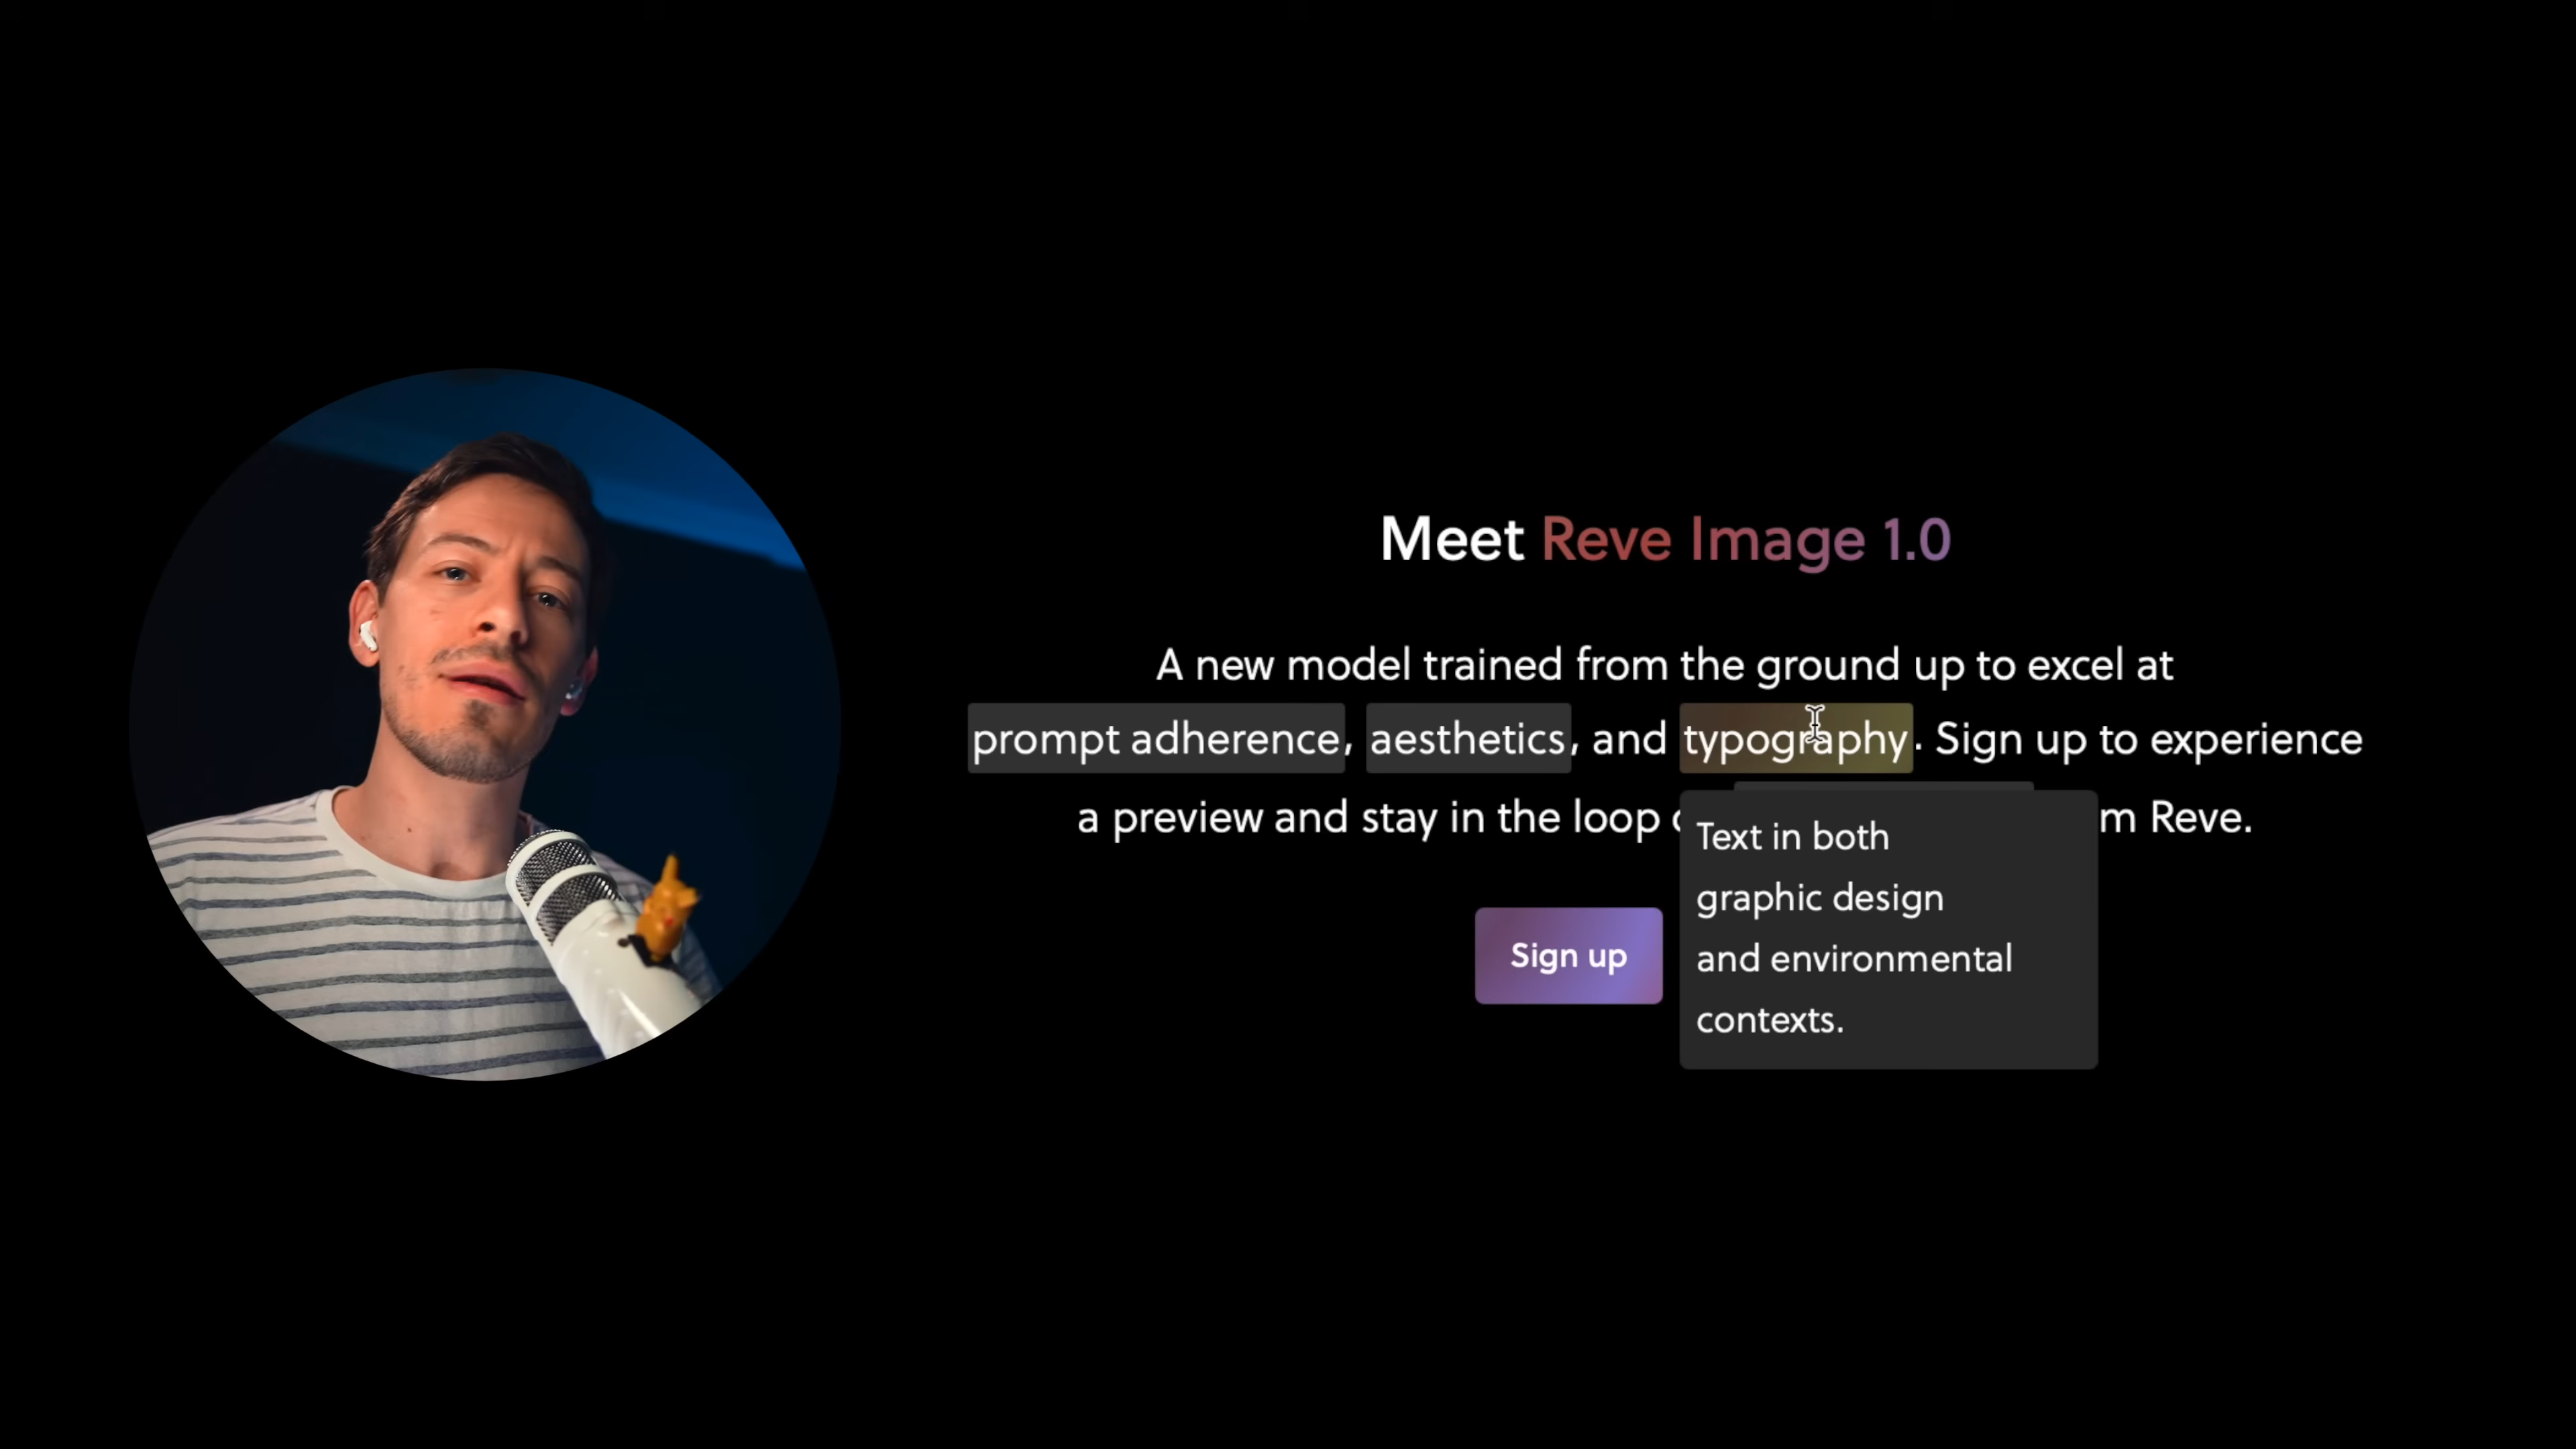 Meet Reve Image 1.0
A new model trained from the ground up to excel at
prompt adherence, aesthetics, and typography. Sign up to experience
a preview and stay in the loop m Reve.
Text in both
graphic design
and environmental
contexts.
Sign up